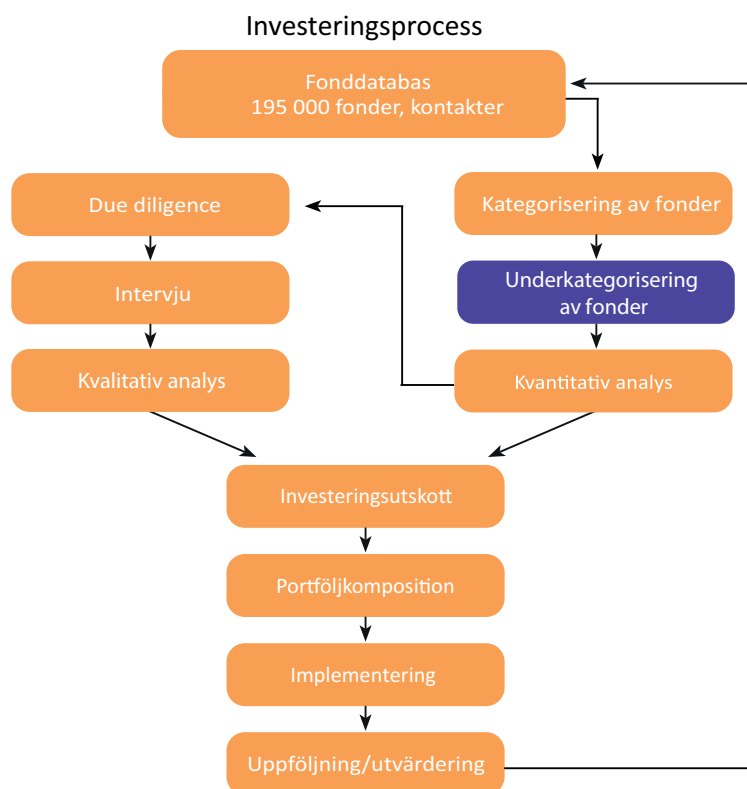 Investeringsprocess
Fonddatabas
195 000 fonder, kontakter
Kategorisering av fonder
Underkategorisering
av fonder
Kvantitativ analys
Due diligence
Intervju
Kvalitativ analys
Investeringsutskott
Portföljkomposition
Implementering
Uppföljning/utvärdering